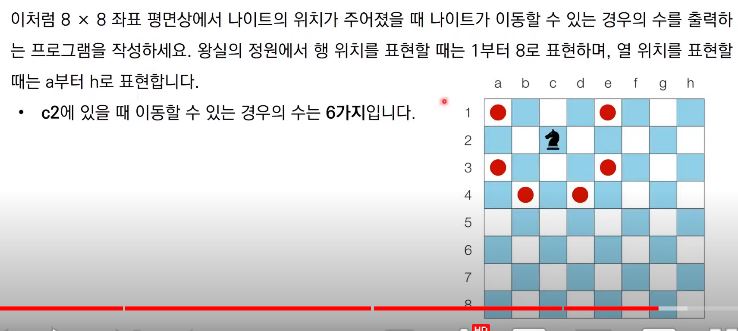 이처럼 8 × 8 좌표 평면상에서 나이트의 위치가 주어졌을 때 나이트가 이동할 수 있는 경우의 수를 출력하
는 프로그램을 작성하세요. 왕실의 정원에서 행 위치를 표현할 때는 1부터 8로 표현하며, 열 위치를 표현할
때는 a부터 h로 표현합니다.
• c2에 있을 때 이동할 수 있는 경우의 수는 6가지입니다.
a b c d e f g h
1
2
3
4
5
6
7
8
HD